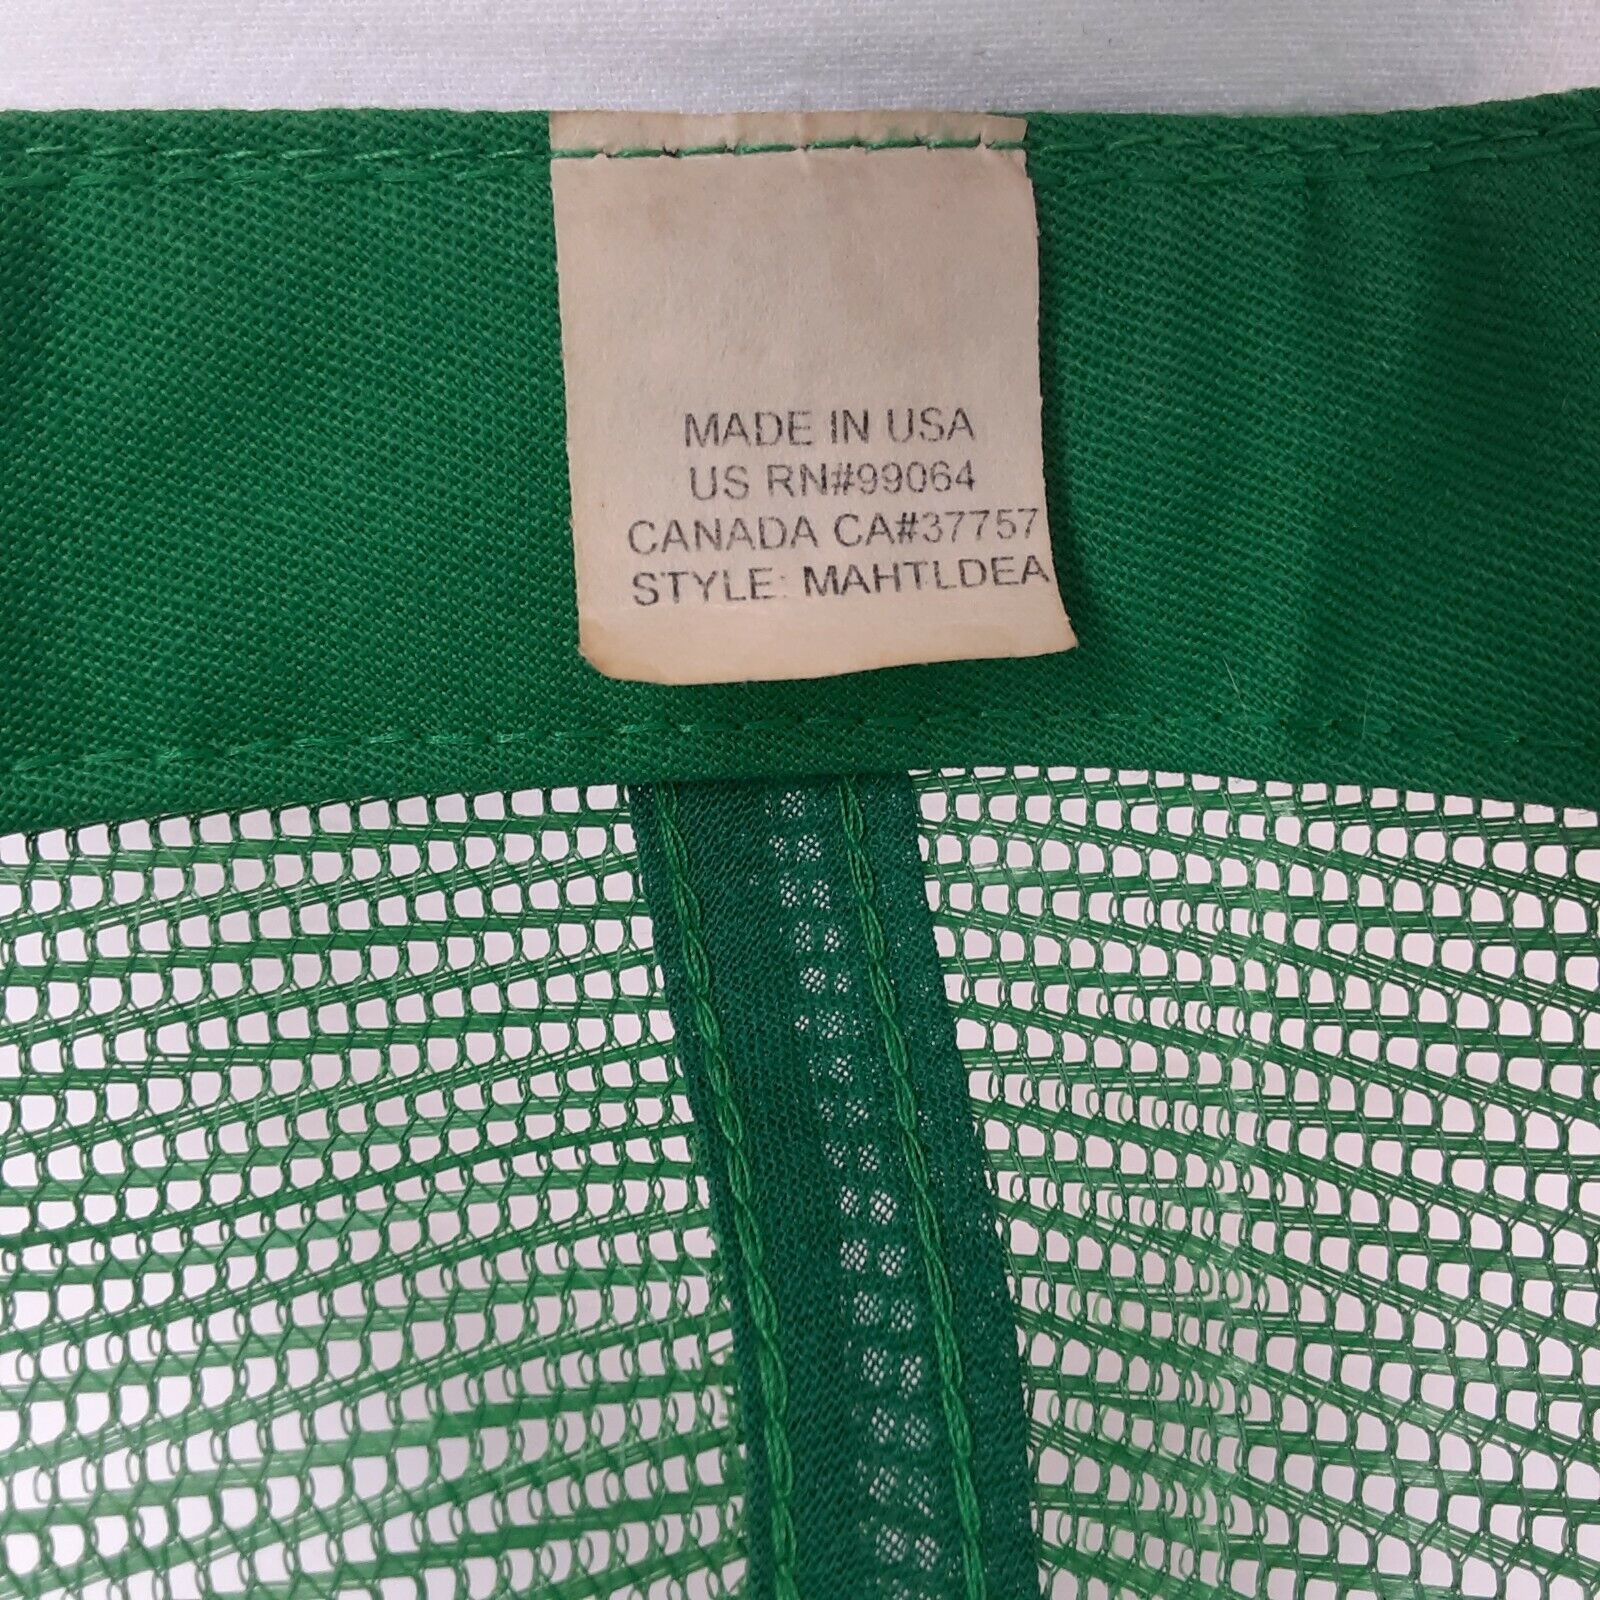 MADE IN USA
US RN#99064
CANADA CA#37757
STYLE: MAHTLDEA